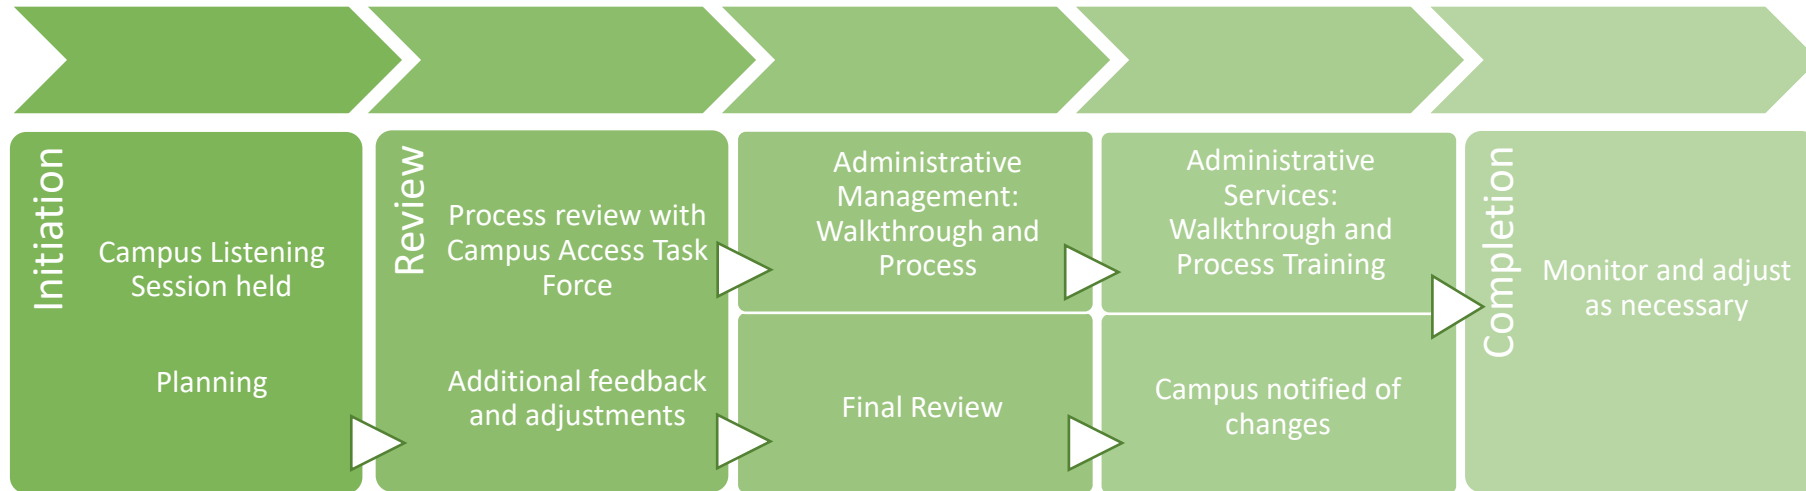 Initiation
Campus Listening
Session held
Planning
Review
Process review with
Campus Access Task
Force
Additional feedback
and adjustments
Administrative
Management:
Walkthrough and
Process
Final Review
Administrative
Services:
Walkthrough and
Process Training
Campus notified of
changes
Completion
Monitor and adjust
as necessary